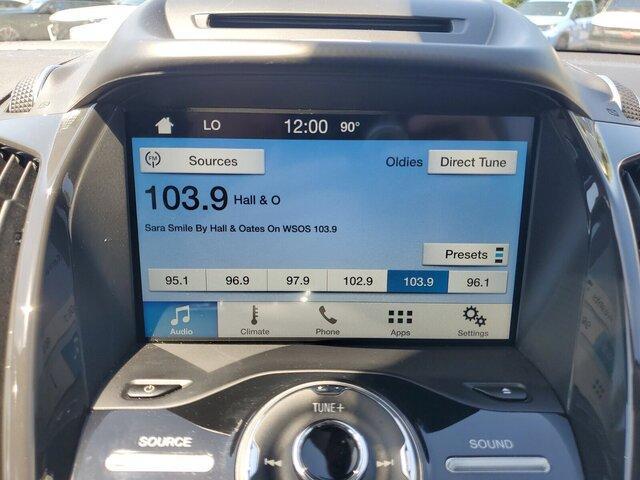 LO 12:00 90°
FM Sources Oldies Direct Tune
103.9 Hall & O
Sara Smile By Hall & Oates On WSOS 103.9
Presets
95.1 96.9 97.9 102.9 103.9 96.1
Audio Climate Phone Apps Settings
TUNE+
SOURCE SOUND